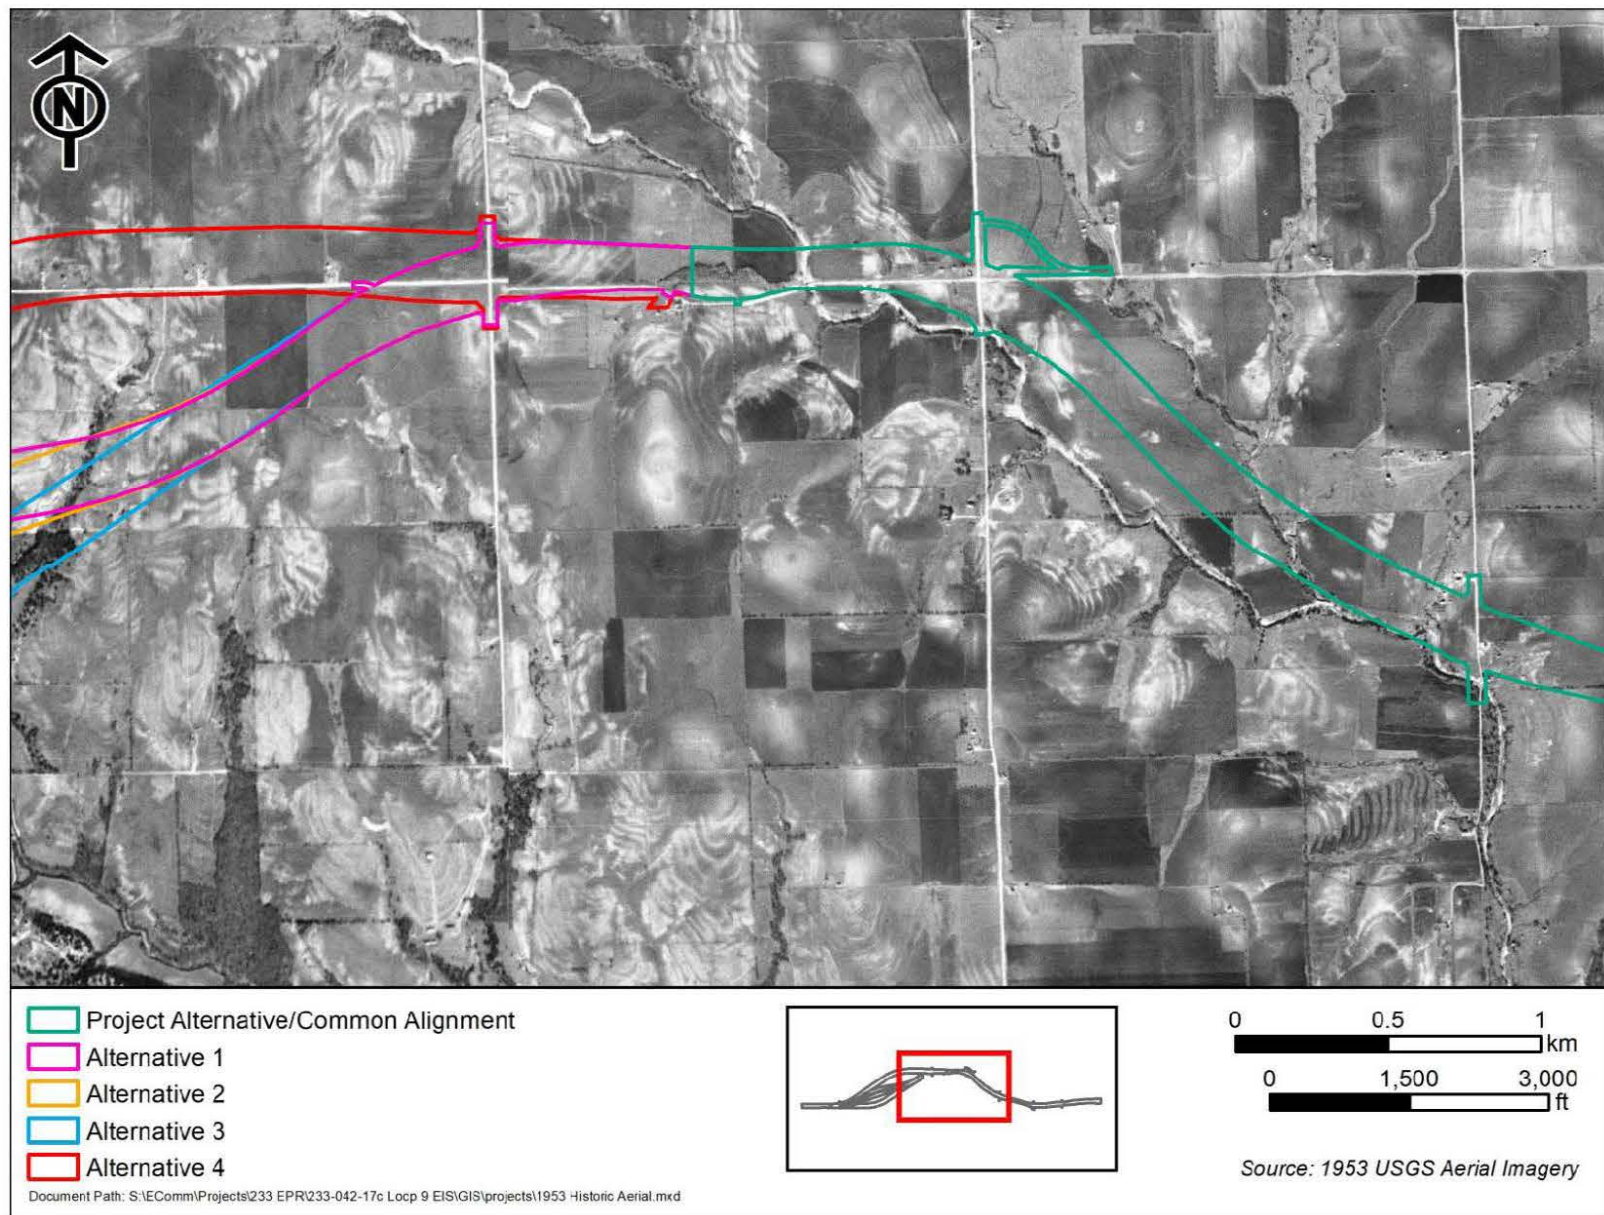 N
Project Alternative/Common Alignment
Alternative 1
Alternative 2
Alternative 3
Alternative 4
Document Path: S:\EComm\Projects\233 EPR\233-042-17c Loop 9 EIS\GIS\projects\1953 Historic Aerial.mxd
0 0.5 1
km
0 1,500 3,000
ft
Source: 1953 USGS Aerial Imagery